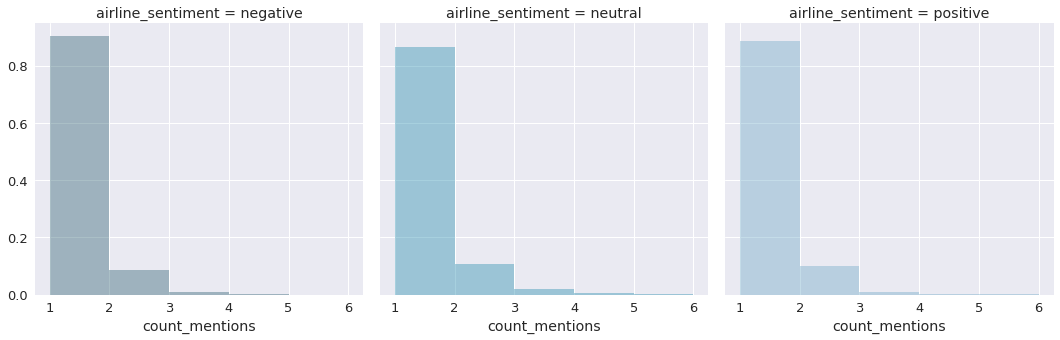 airline_sentiment = negative
airline_sentiment = neutral
airline_sentiment = positive
0.8
0.6
0.4
0.2
0.0
1 2 3 4 5 6
1 2 3 4 5 6
1 2 3 4 5 6
count_mentions
count_mentions
count_mentions